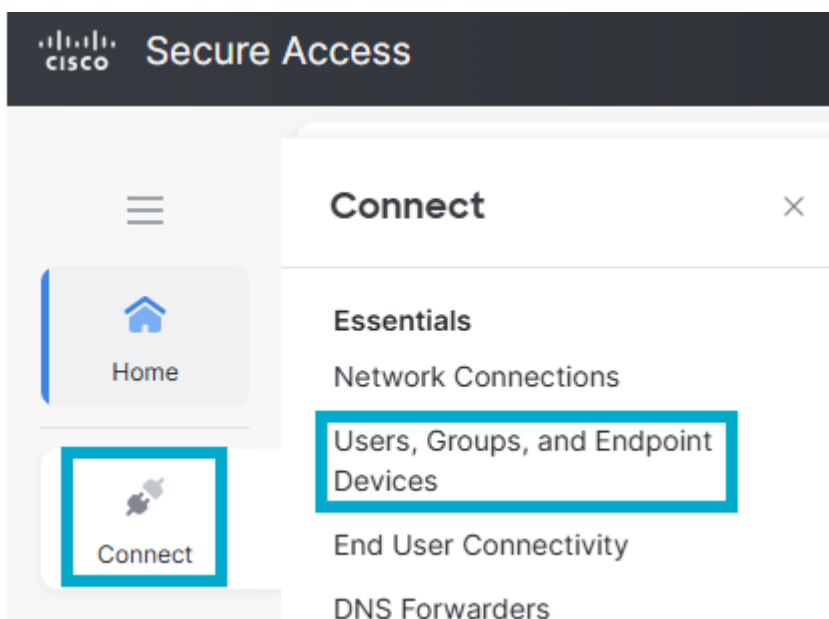 CISCO Secure Access
Connect
Home
Connect
Essentials
Network Connections
Users, Groups, and Endpoint
Devices
End User Connectivity
DNS Forwarders